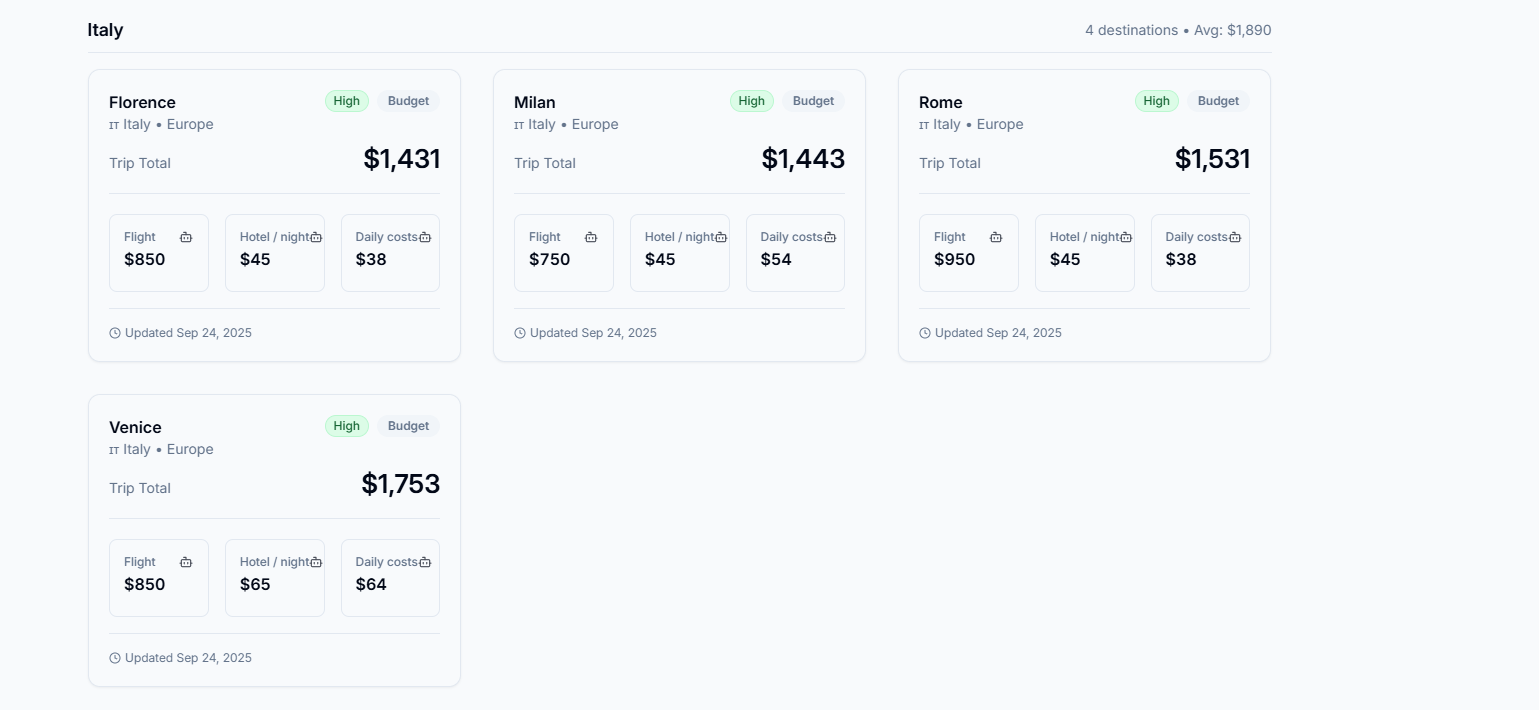 Italy
4 destinations • Avg: $1,890
Florence
High
Budget
IT Italy • Europe
Trip Total
$1,431
Flight
$850
Hotel / night
$45
Daily costs
$38
Updated Sep 24, 2025
Milan
High
Budget
IT Italy • Europe
Trip Total
$1,443
Flight
$750
Hotel / night
$45
Daily costs
$54
Updated Sep 24, 2025
Rome
High
Budget
IT Italy • Europe
Trip Total
$1,531
Flight
$950
Hotel / night
$45
Daily costs
$38
Updated Sep 24, 2025
Venice
High
Budget
IT Italy • Europe
Trip Total
$1,753
Flight
$850
Hotel / night
$65
Daily costs
$64
Updated Sep 24, 2025